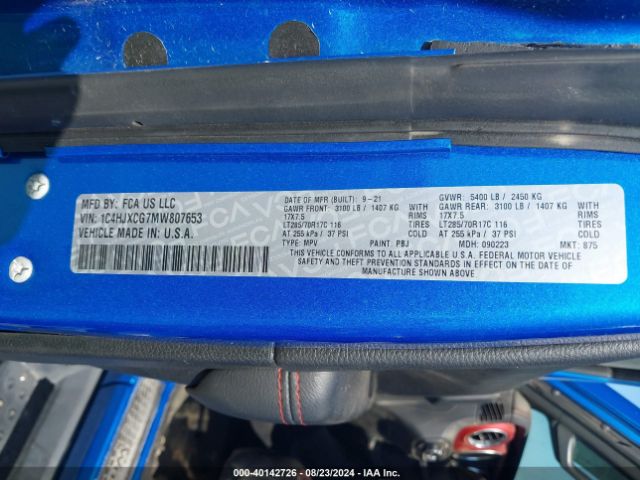 MFD BY: FCA US LLC
VIN: 1C4HJXCG7MW807653
VEHICLE MADE IN: U.S.A.
DATE OF MFR (BUILT): 9-21
GAWR FRONT: 3100 LB / 1407 KG
17X7.5 RIMS
LT285/70R17C 116 TIRES
AT 255 kPa / 37 PSI COLD
TYPE: MPV PAINT: PBJ
GVWR: 5400 LB / 2450 KG
GAWR REAR: 3100 LB / 1407 KG
17X7.5 RIMS
LT285/70R17C 116 TIRES
AT 255 kPa / 37 PSI COLD
MDH: 090223 MKT: 875
THIS VEHICLE CONFORMS TO ALL APPLICABLE U.S.A. FEDERAL MOTOR VEHICLE
SAFETY AND THEFT PREVENTION STANDARDS IN EFFECT ON THE DATE OF
MANUFACTURE SHOWN ABOVE
000-40142726 - 08/23/2024 - IAA Inc.